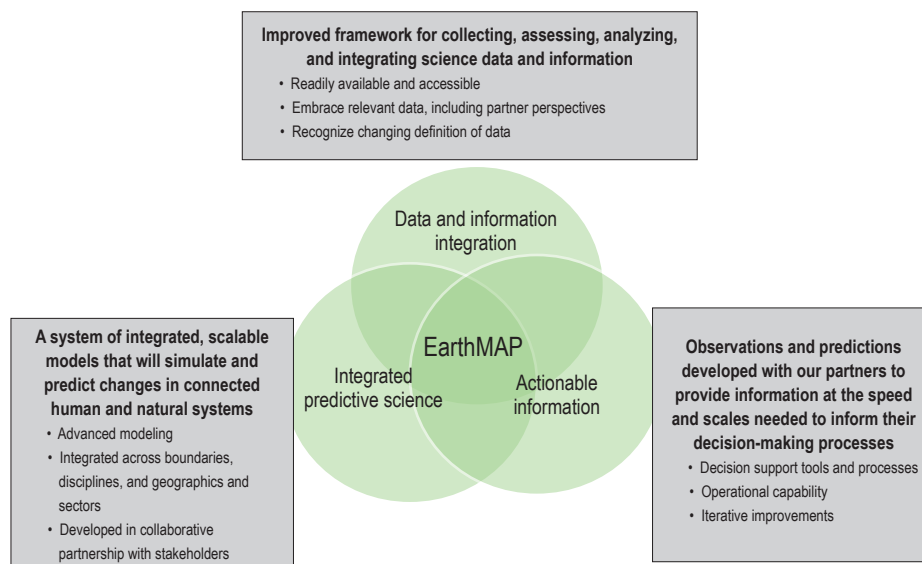 Improved framework for collecting, assessing, analyzing,
and integrating science data and information
• Readily available and accessible
• Embrace relevant data, including partner perspectives
• Recognize changing definition of data
Data and information
integration
EarthMAP
Integrated
predictive science
Actionable
information
A system of integrated, scalable
models that will simulate and
predict changes in connected
human and natural systems
• Advanced modeling
• Integrated across boundaries,
disciplines, and geographics and
sectors
• Developed in collaborative
partnership with stakeholders
Observations and predictions
developed with our partners to
provide information at the speed
and scales needed to inform their
decision-making processes
• Decision support tools and processes
• Operational capability
• Iterative improvements